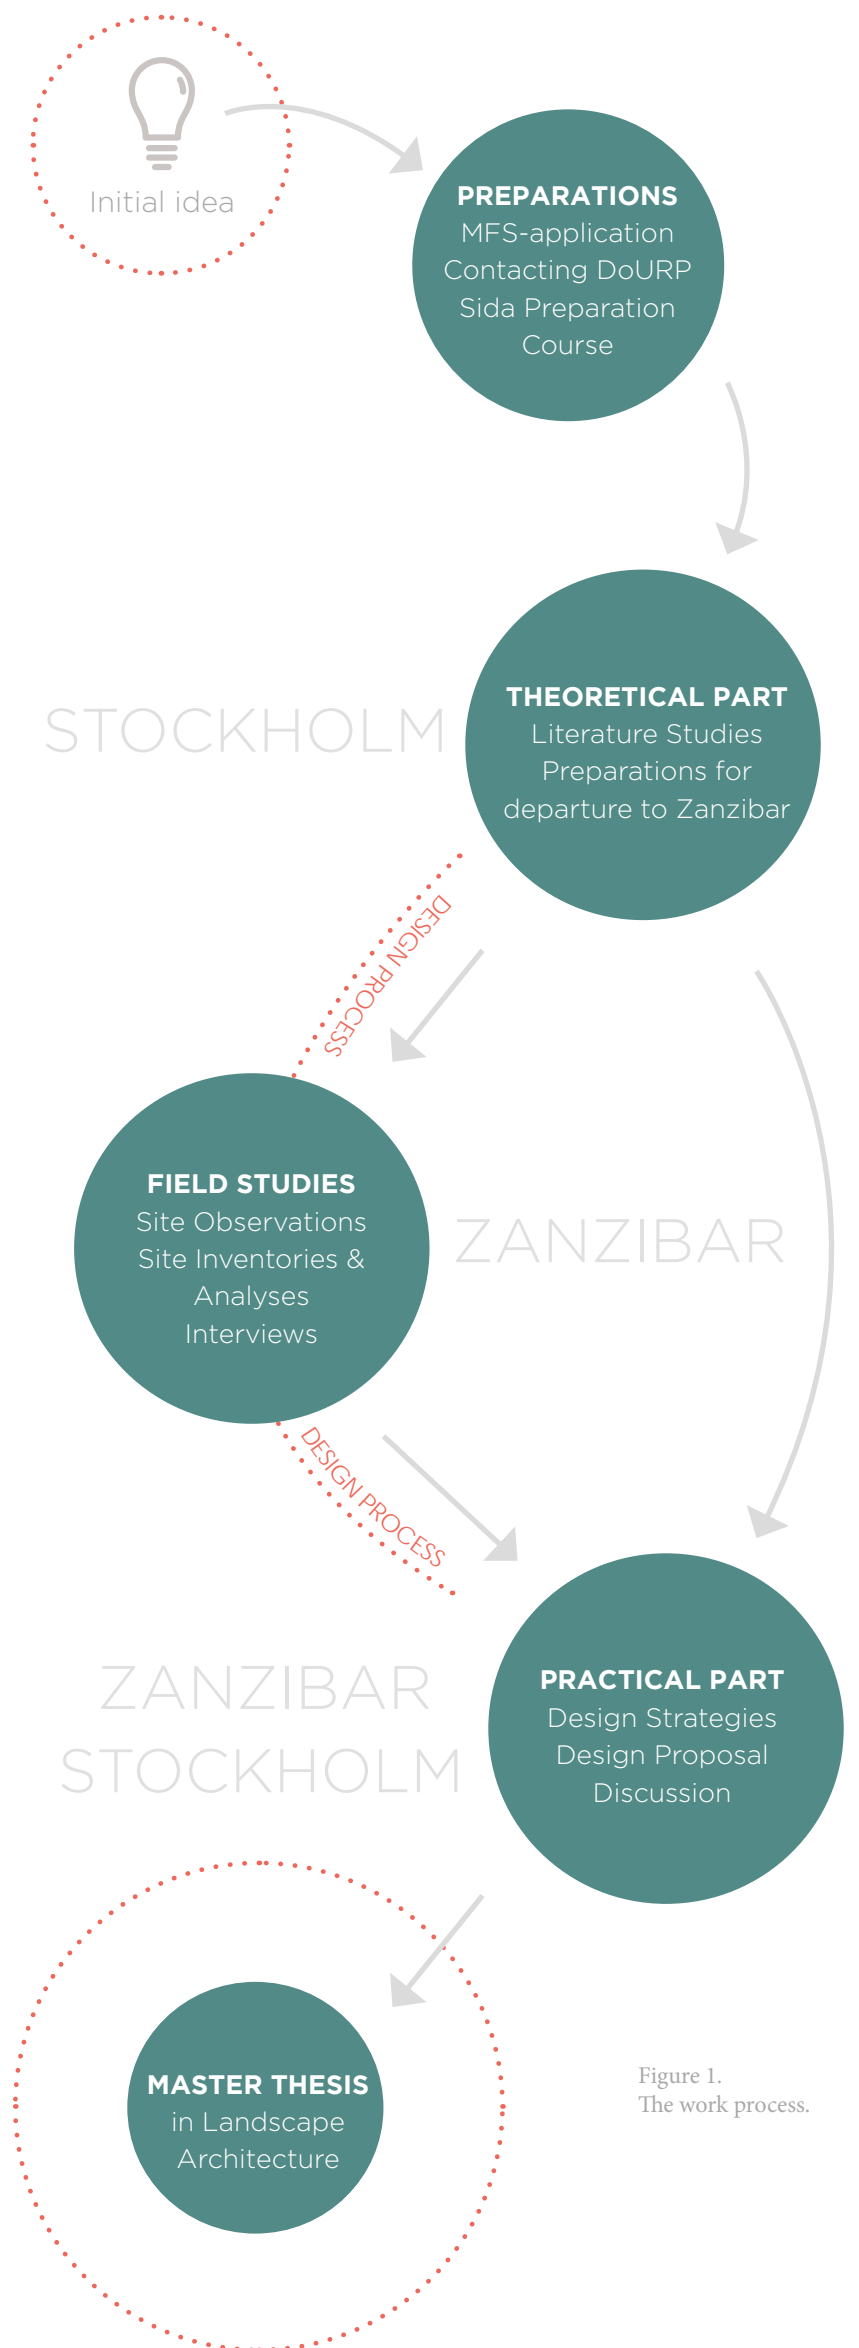 Initial idea
PREPARATIONS
MFS-application
Contacting DoURP
Sida Preparation
Course
STOCKHOLM
THEORETICAL PART
Literature Studies
Preparations for
departure to Zanzibar
DESIGN PROCESS
FIELD STUDIES
Site Observations
Site Inventories &
Analyses
Interviews
ZANZIBAR
DESIGN PROCESS
ZANZIBAR
STOCKHOLM
PRACTICAL PART
Design Strategies
Design Proposal
Discussion
MASTER THESIS
in Landscape
Architecture
Figure 1.
The work process.